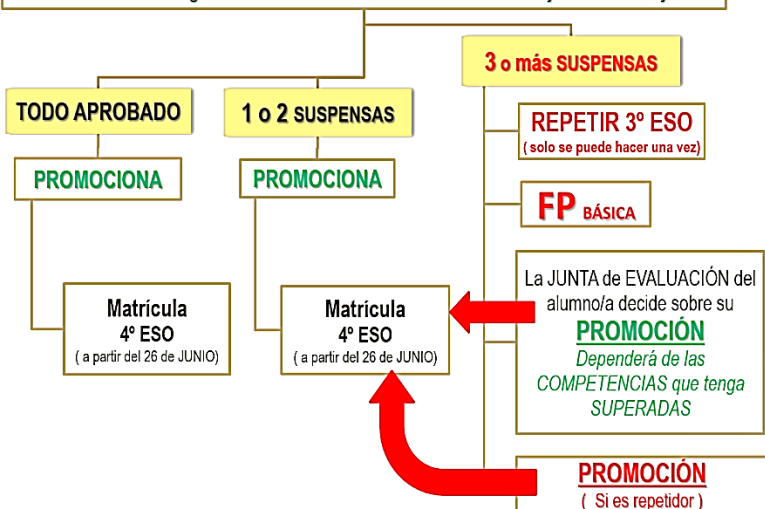 3 o más SUSPENSAS
TODO APROBADO
1 o 2 SUSPENSAS
REPETIR 3º ESO
( solo se puede hacer una vez)
PROMOCIONA
PROMOCIONA
FP BÁSICA
La JUNTA de EVALUACIÓN del
alumno/a decide sobre su
PROMOCIÓN
Dependerá de las
COMPETENCIAS que tenga
SUPERADAS
Matrícula
4º ESO
( a partir del 26 de JUNIO)
Matrícula
4º ESO
( a partir del 26 de JUNIO)
PROMOCIÓN
( Si es repetidor )